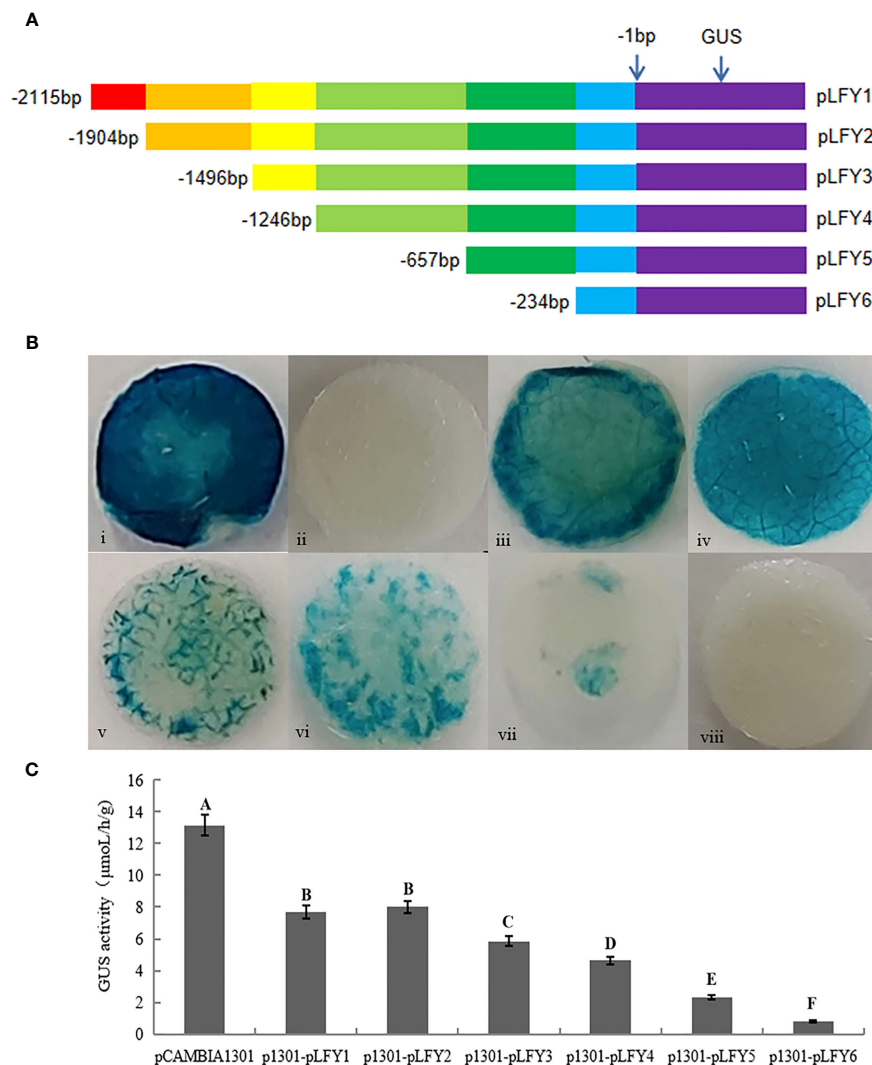 A
-1bp GUS
-2115bp pLFY1
-1904bp pLFY2
-1496bp pLFY3
-1246bp pLFY4
-657bp pLFY5
-234bp pLFY6
B
i ii iii iv
v vi vii viii
C
GUS activity (μmoL/h/g)
16
14
12
10
8
6
4
2
0
A B B C D E F
pCAMBIA1301 p1301-pLFY1 p1301-pLFY2 p1301-pLFY3 p1301-pLFY4 p1301-pLFY5 p1301-pLFY6